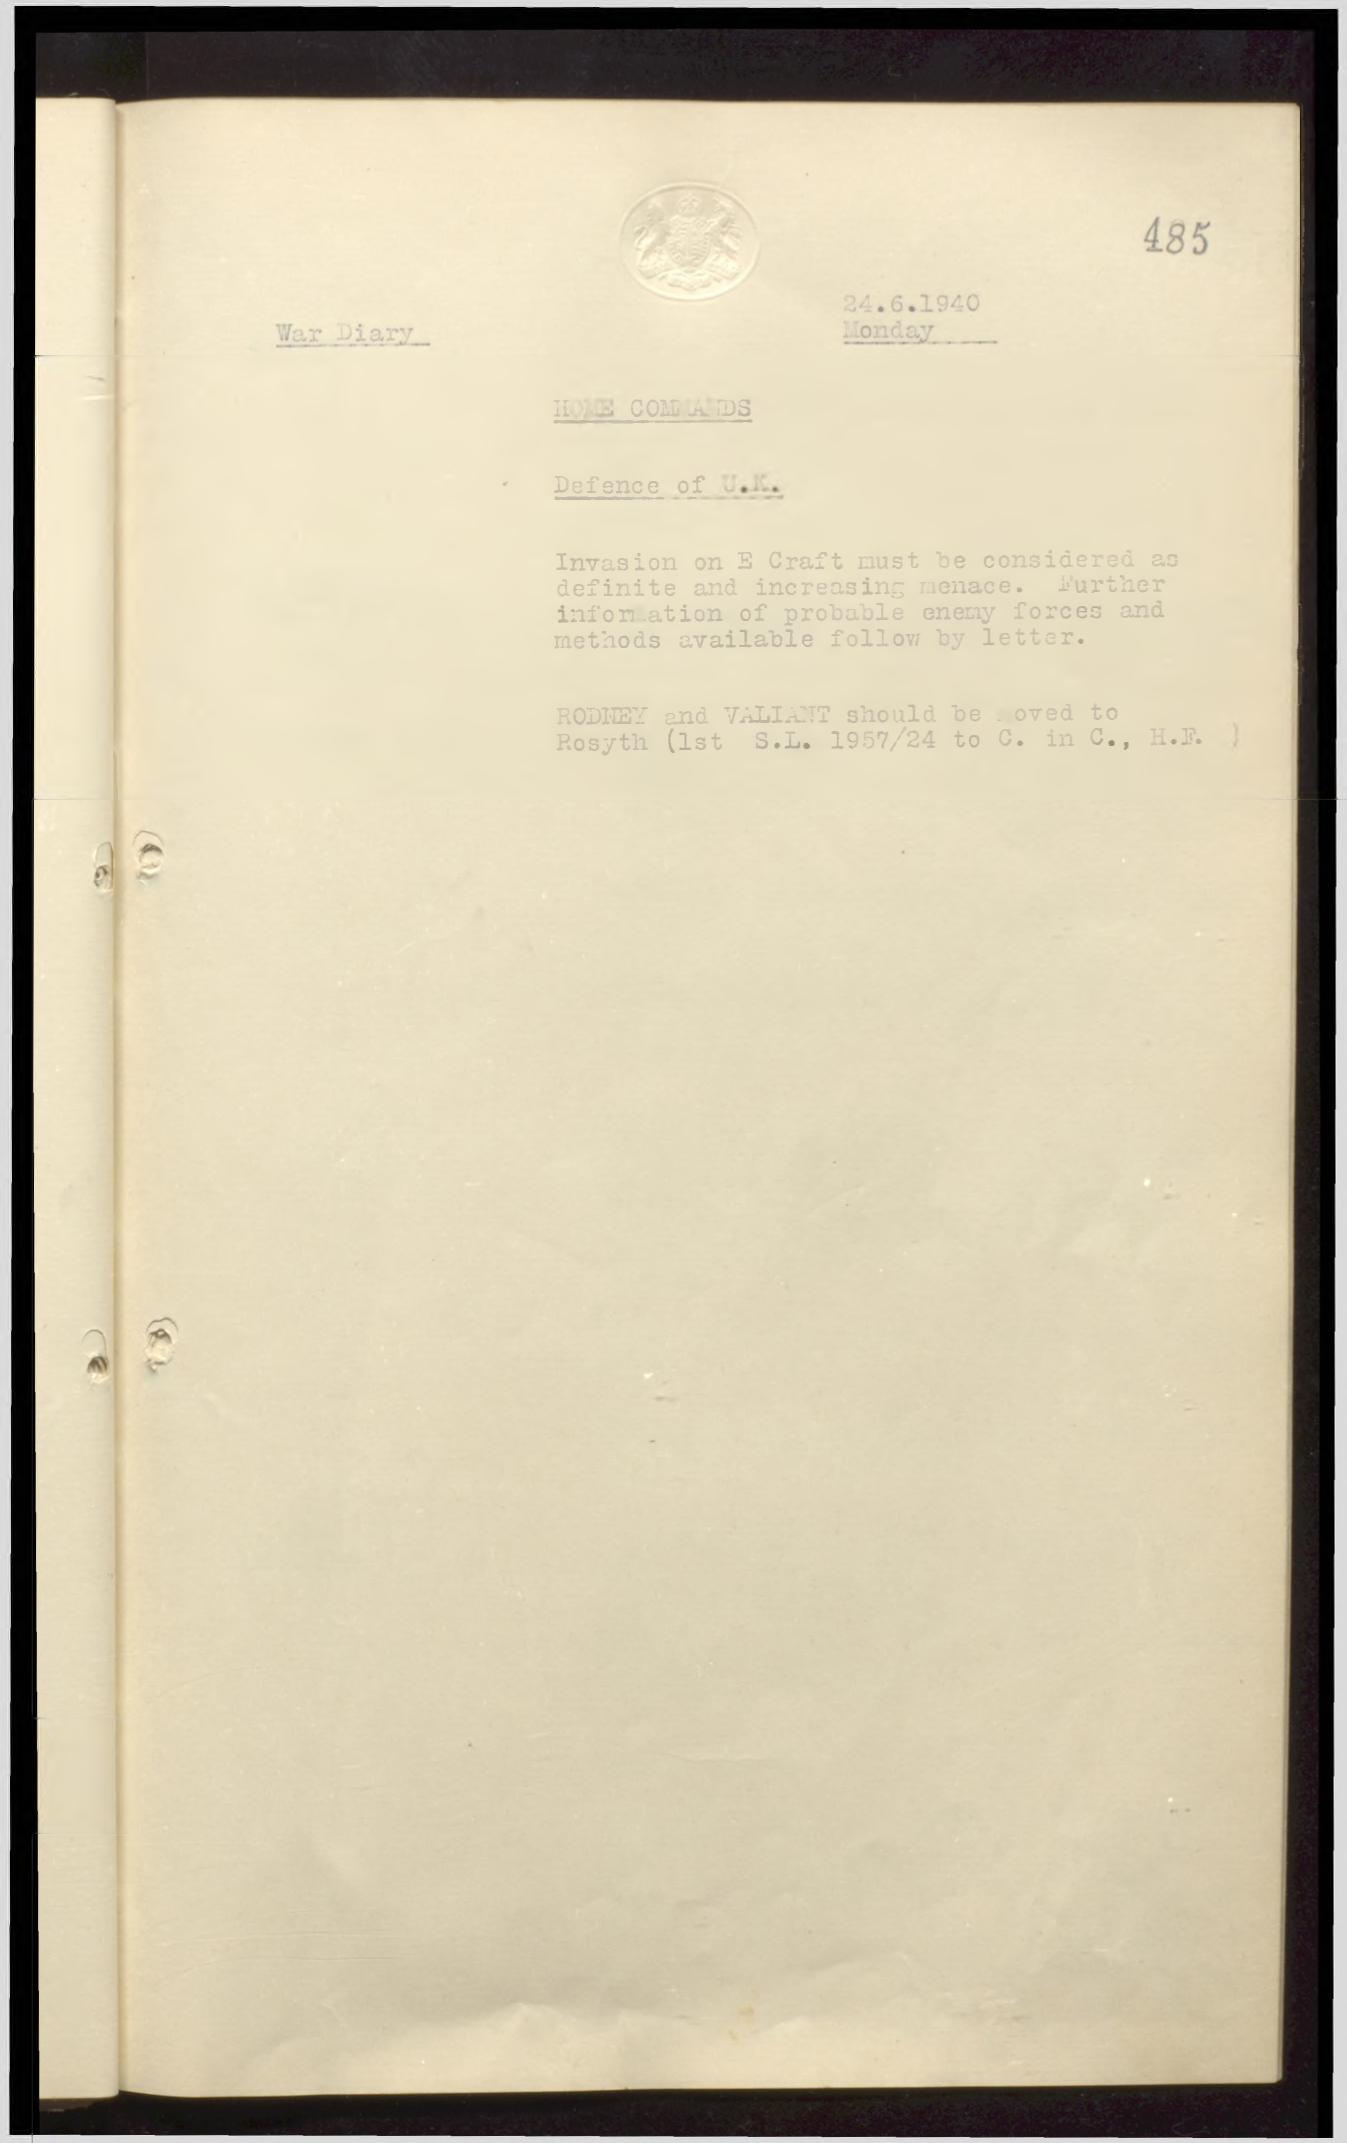 485
24.6.1940
War Diary
Monday
HOME COMMANDS
Defence of U.K.
Invasion on E Craft must be considered as
definite and increasing menace. Further
information of probable enemy forces and
methods available follow by letter.
RODNEY and VALIANT should be moved to
Rosyth (1st S.L. 1957/24 to C. in C., H.F. )